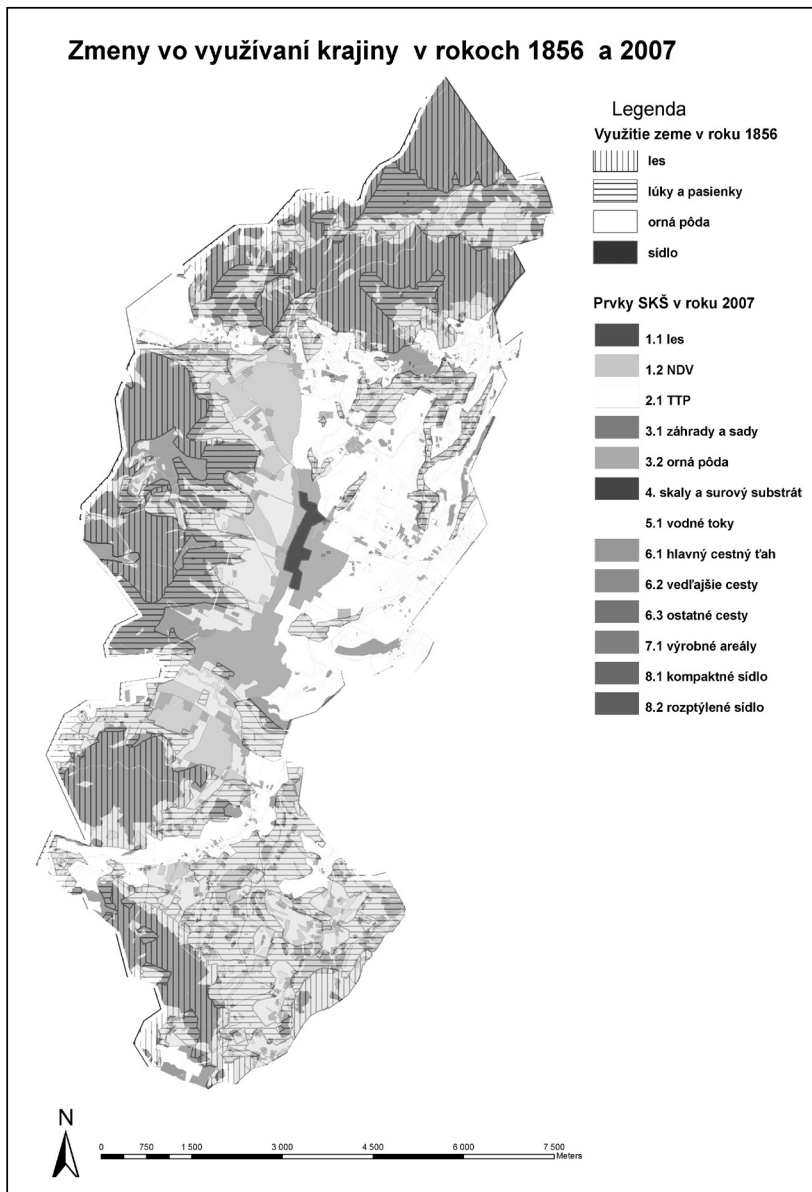 Zmeny vo využívaní krajiny v rokoch 1856 a 2007
Legenda
Využitie zeme v roku 1856
les
lúky a pasienky
orná pôda
sídlo
Prvky SKŠ v roku 2007
1.1 les
1.2 NDV
2.1 TTP
3.1 záhrady a sady
3.2 orná pôda
4. skaly a surový substrát
5.1 vodné toky
6.1 hlavný cestný ťah
6.2 vedľajšie cesty
6.3 ostatné cesty
7.1 výrobné areály
8.1 kompaktné sídlo
8.2 rozptýlené sídlo
N
0 750 1 500 3 000 4 500 6 000 7 500
Meters